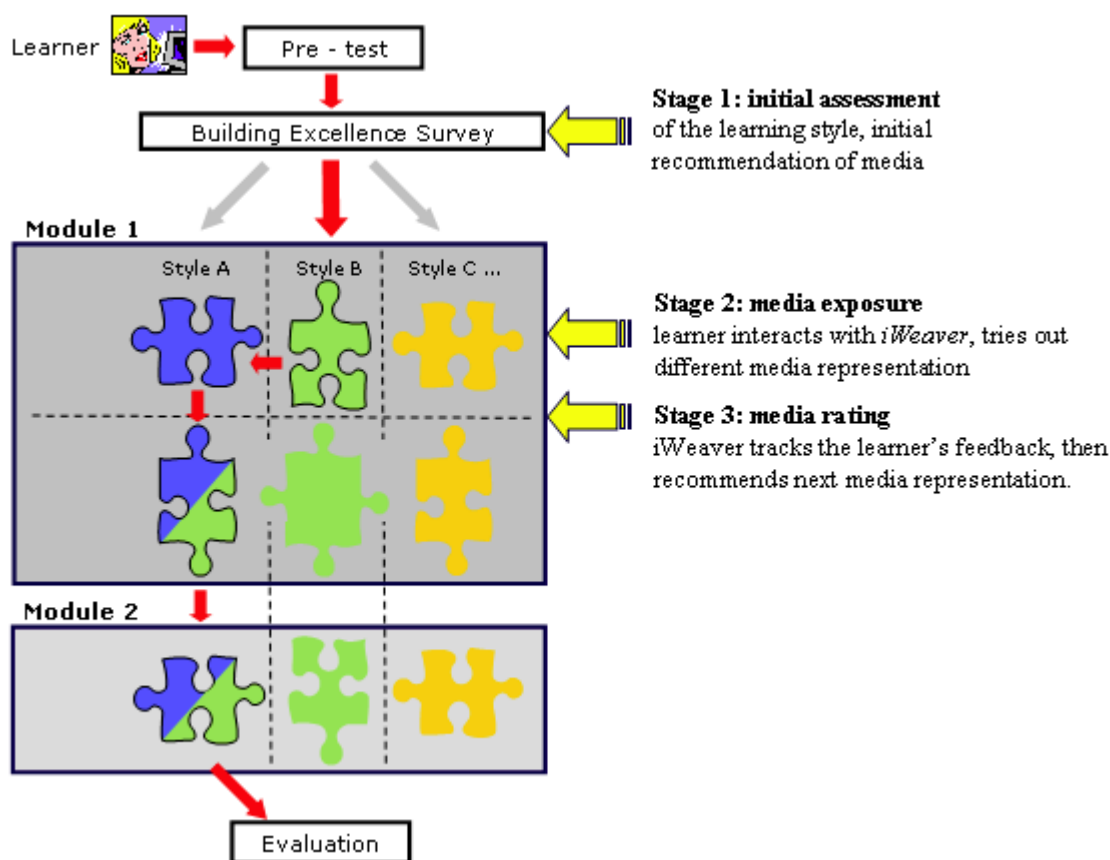 Learner
Pre - test
Building Excellence Survey
Stage 1: initial assessment
of the learning style, initial
recommendation of media
Module 1
Style A
Style B
Style C ...
Stage 2: media exposure
learner interacts with iWeaver, tries out
different media representation
Stage 3: media rating
iWeaver tracks the learner's feedback, then
recommends next media representation.
Module 2
Evaluation